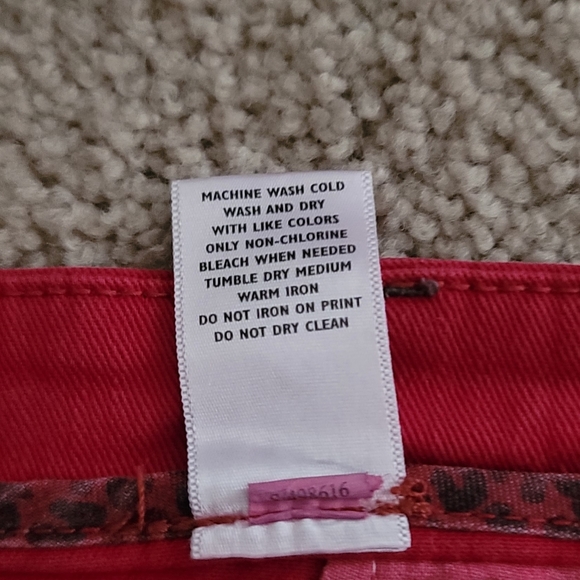 MACHINE WASH COLD
WASH AND DRY
WITH LIKE COLORS
ONLY NON-CHLORINE
BLEACH WHEN NEEDED
TUMBLE DRY MEDIUM
WARM IRON
DO NOT IRON ON PRINT
DO NOT DRY CLEAN